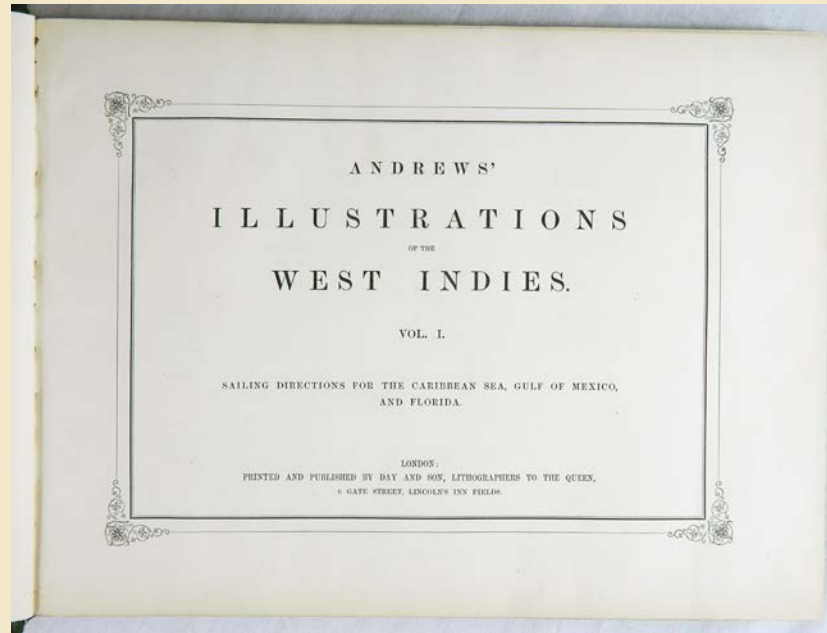 ANDREWS'
ILLUSTRATIONS
OF THE
WEST INDIES.
VOL. I.
SAILING DIRECTIONS FOR THE CARIBBEAN SEA, GULF OF MEXICO,
AND FLORIDA.
LONDON:
PRINTED AND PUBLISHED BY DAY AND SON, LITHOGRAPHERS TO THE QUEEN,
6 GATE STREET, LINCOLN'S INN FIELDS.